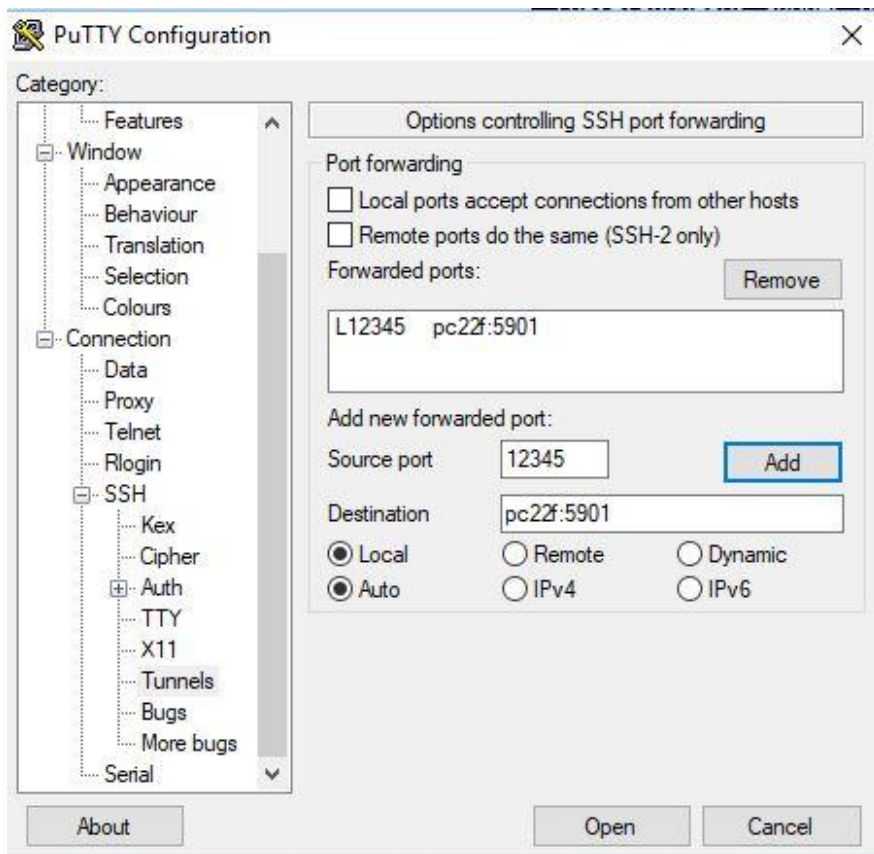 PuTTY Configuration
Category:
Features
Window
Appearance
Behaviour
Translation
Selection
Colours
Connection
Data
Proxy
Telnet
Rlogin
SSH
Kex
Cipher
Auth
TTY
X11
Tunnels
Bugs
More bugs
Serial
Options controlling SSH port forwarding
Port forwarding
Local ports accept connections from other hosts
Remote ports do the same (SSH-2 only)
Forwarded ports:
Remove
L12345 pc22f:5901
Add new forwarded port:
Source port 12345 Add
Destination pc22f:5901
Local Remote Dynamic
Auto IPv4 IPv6
About Open Cancel